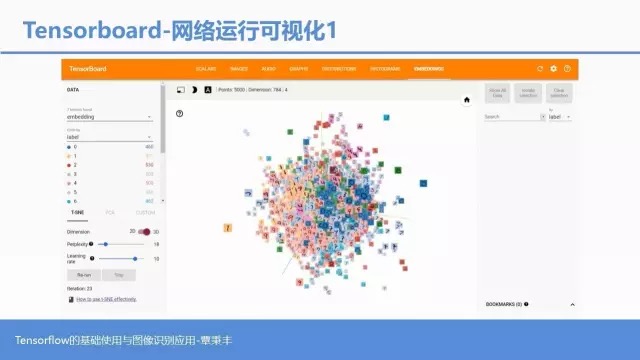 Tensorboard-网络运行可视化1
TensorBoard
SCALARS IMAGES AUDIO GRAPHS DISTRIBUTIONS HISTOGRAMS EMBEDDINGS
DATA
embedding
label
0 460
1
2
3
4
5
6 462
T-SNE PCA CUSTOM
Dimension 2D 3D
Perplexity 18
Learning rate 10
Re-run Stop
Iteration: 23
How to use t-SNE effectively.
Points: 5000 Dimension: 784
Show All Data
Isolate selection
Clear selection
Search by
label
BOOKMARKS (0)
Tensorflow的基础使用与图像识别应用-覃秉丰